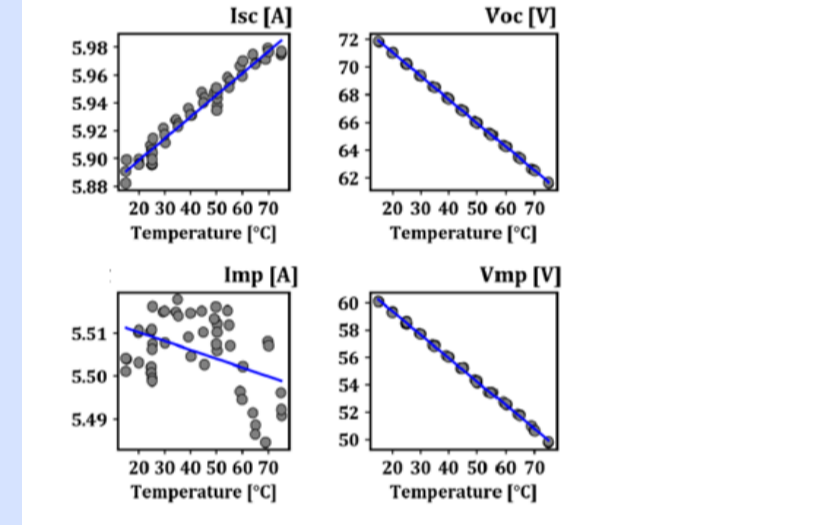 Isc [A]
5.98
5.96
5.94
5.92
5.90
5.88
20 30 40 50 60 70
Temperature [°C]
Voc [V]
72
70
68
66
64
62
20 30 40 50 60 70
Temperature [°C]
Imp [A]
5.51
5.50
5.49
20 30 40 50 60 70
Temperature [°C]
Vmp [V]
60
58
56
54
52
50
20 30 40 50 60 70
Temperature [°C]